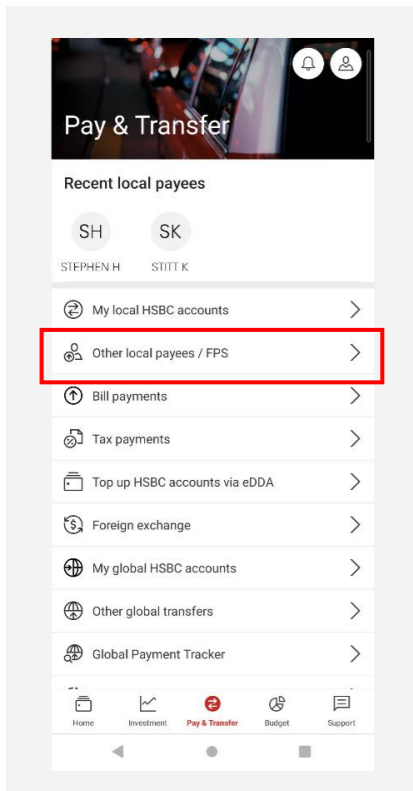 Pay & Transfer
Recent local payees
SH SK
STEPHEN H STITT K
My local HSBC accounts
Other local payees / FPS
Bill payments
Tax payments
Top up HSBC accounts via eDDA
Foreign exchange
My global HSBC accounts
Other global transfers
Global Payment Tracker
Home Investment Pay & Transfer Budget Support